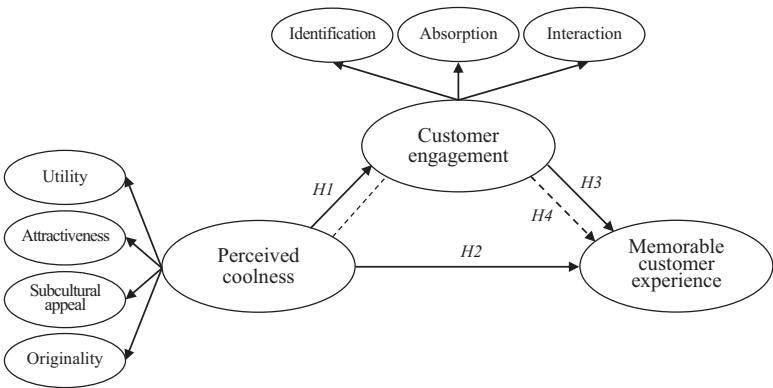 Identification
Absorption
Interaction
Customer
engagement
Utility
H1
H3
Attractiveness
H4
Perceived
coolness
H2
Memorable
customer
experience
Subcultural
appeal
Originality